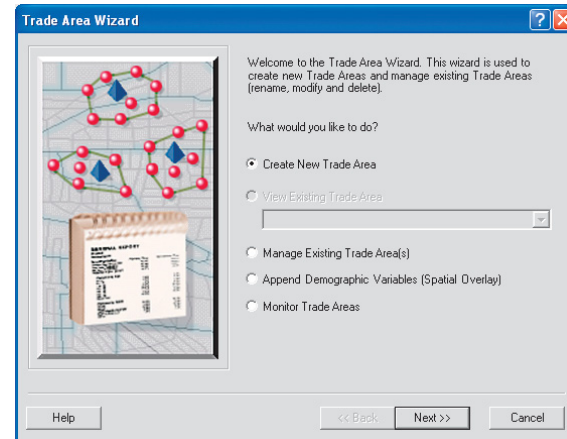 Trade Area Wizard
Welcome to the Trade Area Wizard. This wizard is used to
create new Trade Areas and manage existing Trade Areas
(rename, modify and delete).
What would you like to do?
Create New Trade Area
View Existing Trade Area
Manage Existing Trade Area(s)
Append Demographic Variables (Spatial Overlay)
Monitor Trade Areas
Help
<< Back
Next >>
Cancel